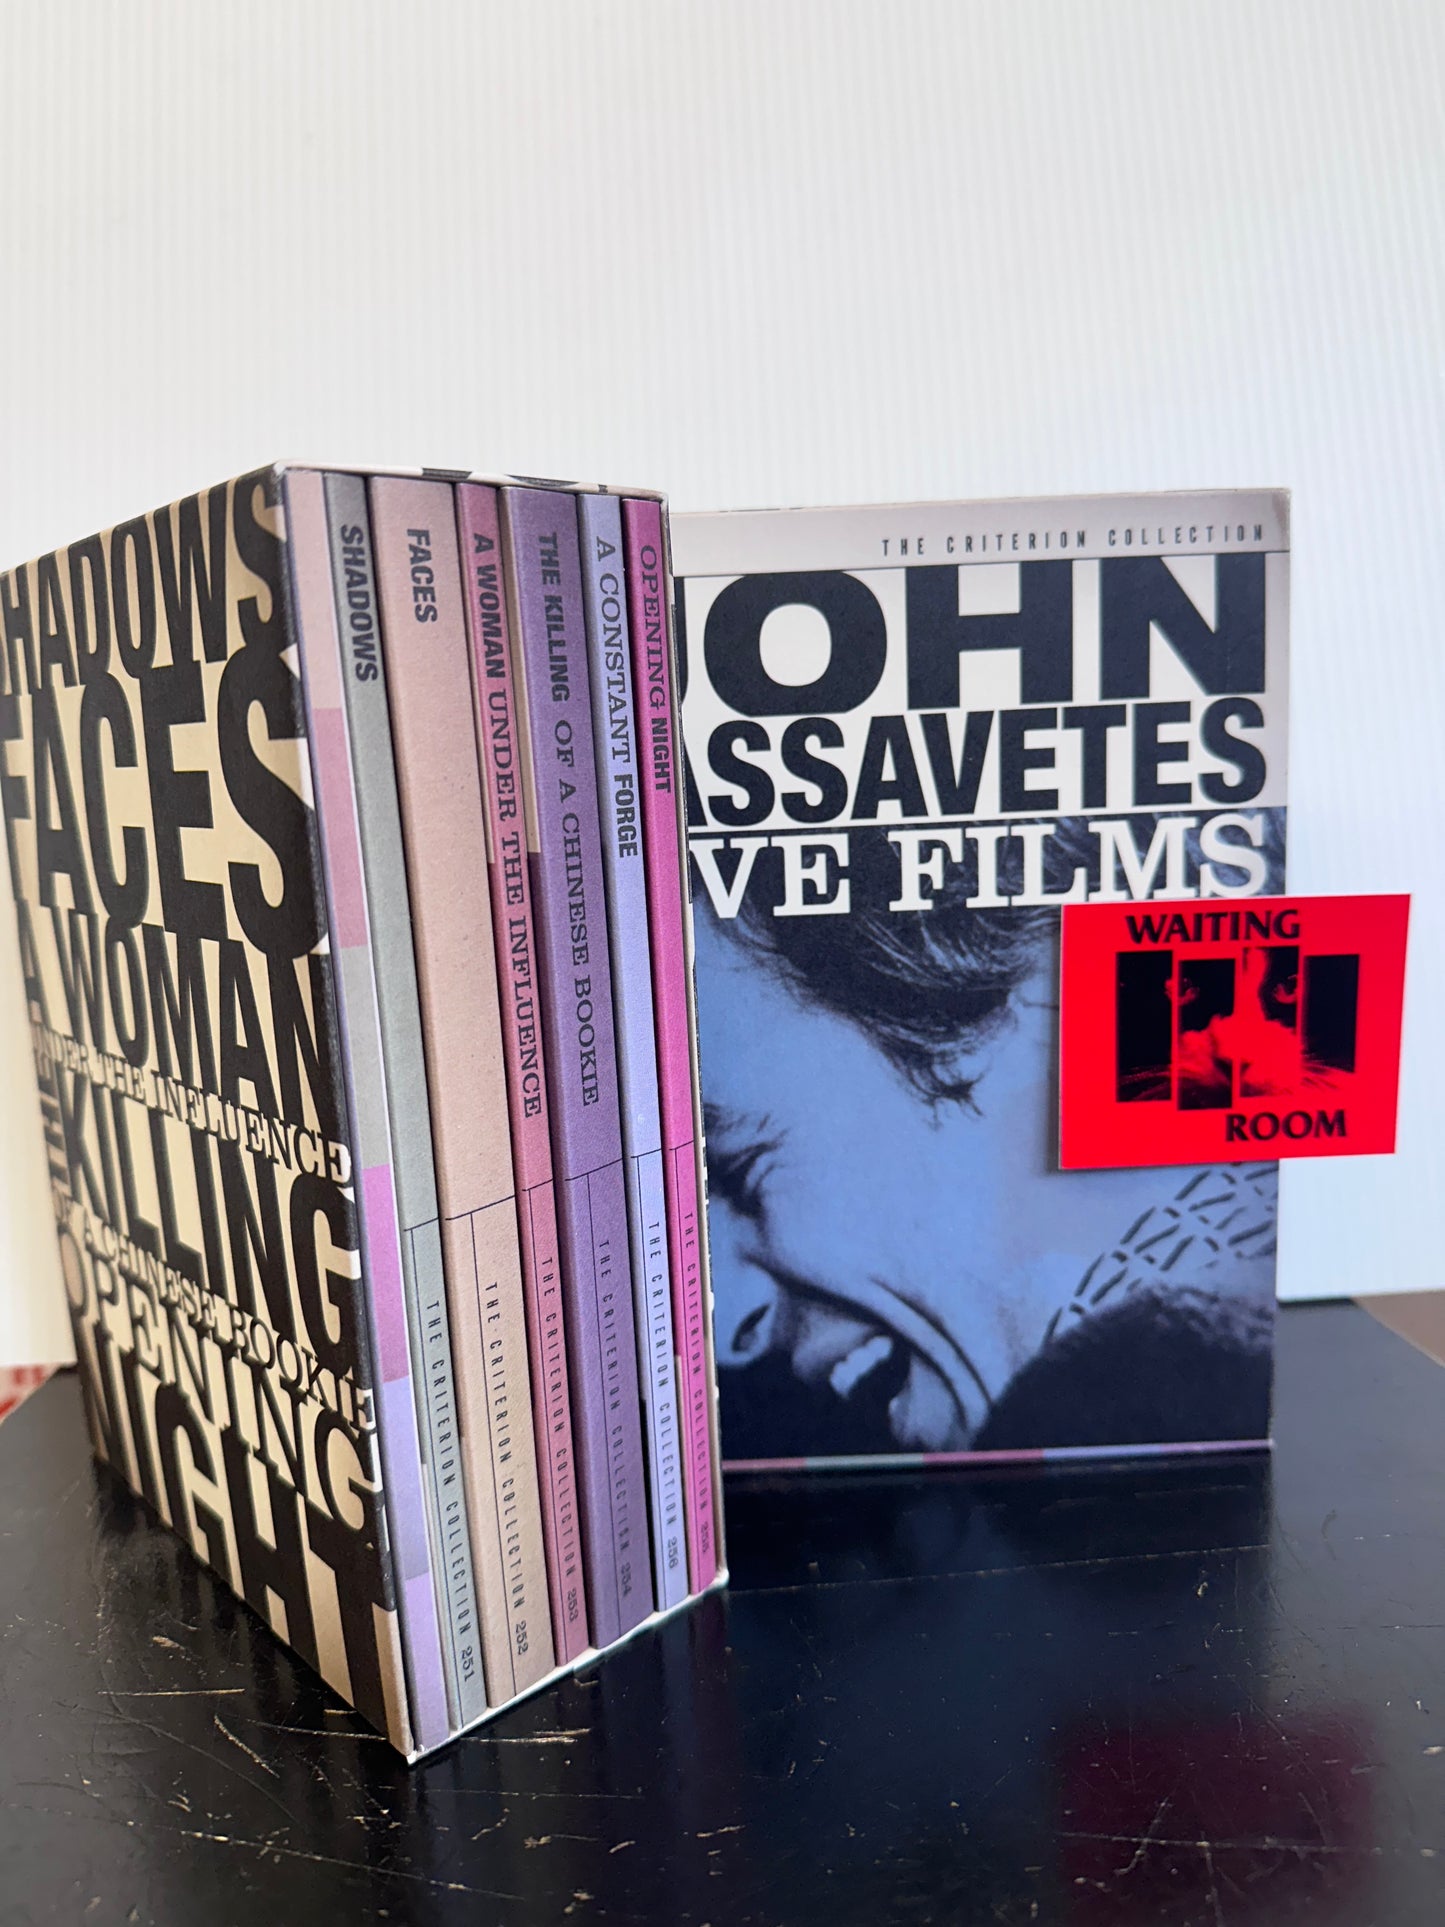 SHADOWS
FACES
A WOMAN
UNDER THE INFLUENCE
THE KILLING
OF A CHINESE BOOKIE
OPENING
NIGHT
SHADOWS
THE CRITERION COLLECTION 251
FACES
THE CRITERION COLLECTION 252
A WOMAN UNDER THE INFLUENCE
THE CRITERION COLLECTION 253
THE KILLING OF A CHINESE BOOKIE
THE CRITERION COLLECTION 254
A CONSTANT FORGE
THE CRITERION COLLECTION 256
OPENING NIGHT
THE CRITERION COLLECTION 255
THE CRITERION COLLECTION
JOHN
ASSAVETES
VE FILMS
WAITING
ROOM